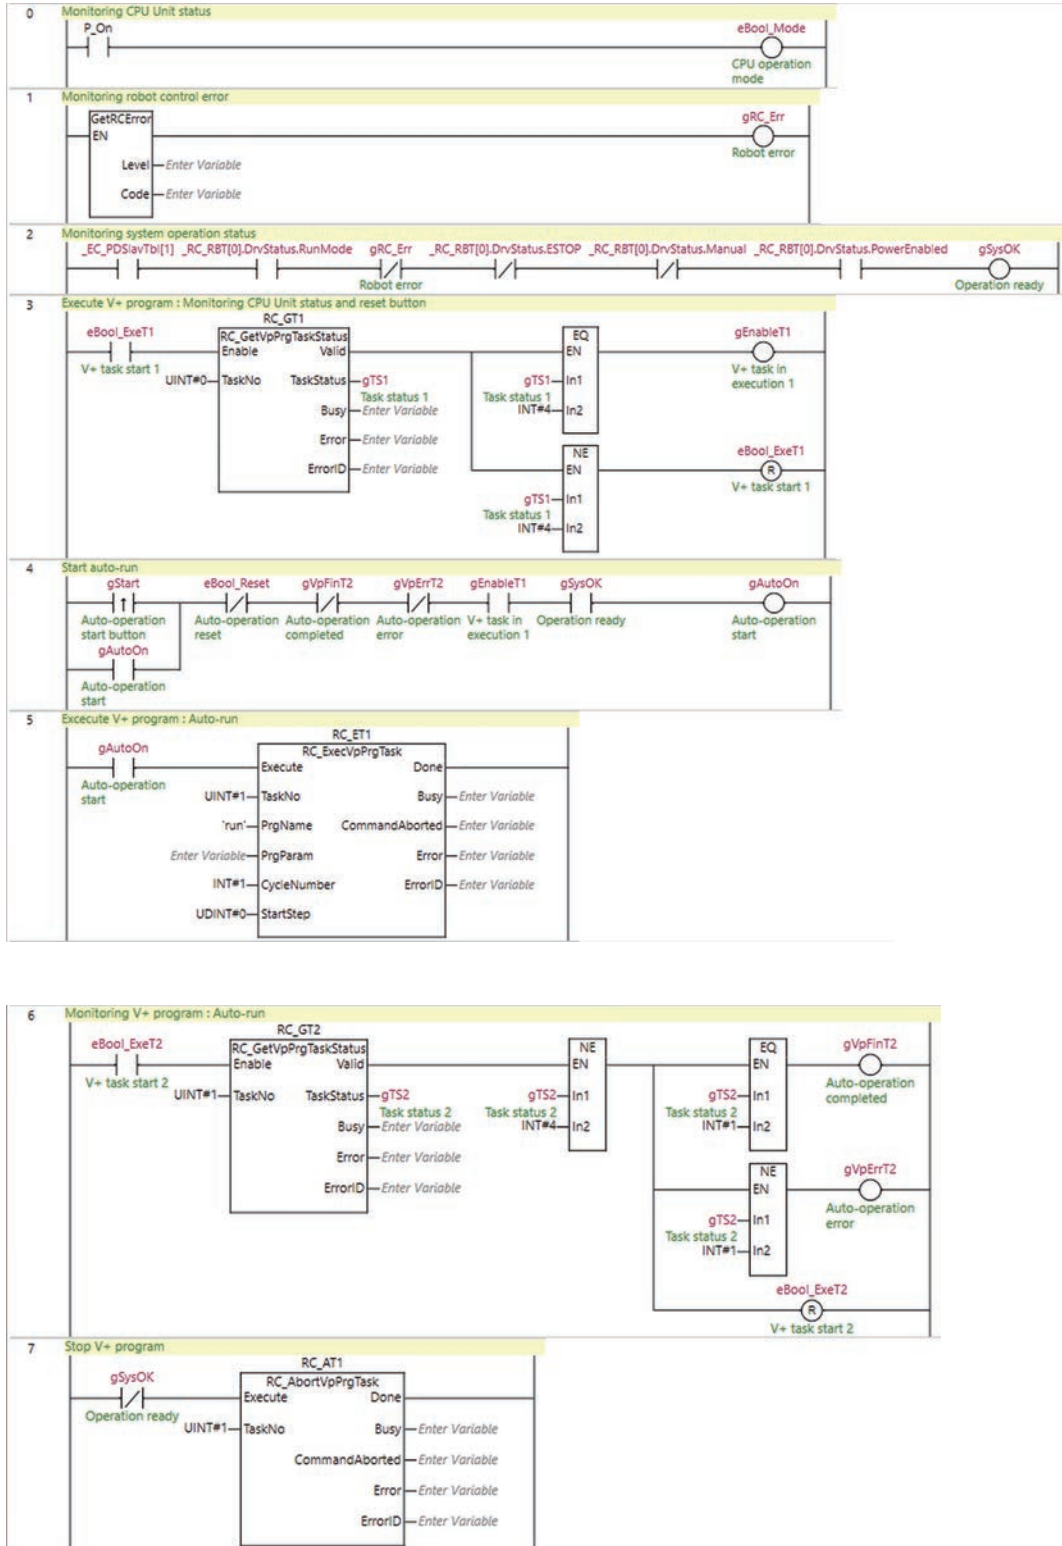 0 Monitoring CPU Unit status
P_On eBool_Mode
CPU operation
mode
1 Monitoring robot control error
GetRCError gRC_Err
EN
Robot error
Level Enter Variable
Code Enter Variable
2 Monitoring system operation status
_EC_PDSlavTbl[1] _RC_RBT[0].DrvStatus.RunMode gRC_Err _RC_RBT[0].DrvStatus.ESTOP _RC_RBT[0].DrvStatus.Manual _RC_RBT[0].DrvStatus.PowerEnabled gSysOK
Robot error Operation ready
3 Execute V+ program : Monitoring CPU Unit status and reset button
RC_GT1
eBool_ExeT1 RC_GetVpPrgTaskStatus EQ gEnableT1
Enable Valid EN
V+ task start 1 V+ task in
execution 1
UINT#0 TaskNo TaskStatus gTS1 gTS1 In1
Task status 1 Task status 1
Busy Enter Variable INT#4 In2
Error Enter Variable
NE eBool_ExeT1
ErrorID Enter Variable EN R
V+ task start 1
gTS1 In1
Task status 1
INT#4 In2
4 Start auto-run
gStart eBool_Reset gVpFinT2 gVpErrT2 gEnableT1 gSysOK gAutoOn
Auto-operation Auto-operation Auto-operation Auto-operation V+ task in Operation ready Auto-operation
start button reset completed error execution 1 start
gAutoOn
Auto-operation
start
5 Excecute V+ program : Auto-run
RC_ET1
gAutoOn RC_ExecVpPrgTask
Execute Done
Auto-operation
start
UINT#1 TaskNo Busy Enter Variable
'run' PrgName CommandAborted Enter Variable
Enter Variable PrgParam Error Enter Variable
INT#1 CycleNumber ErrorID Enter Variable
UDINT#0 StartStep
6 Monitoring V+ program : Auto-run
RC_GT2
eBool_ExeT2 RC_GetVpPrgTaskStatus NE EQ gVpFinT2
Enable Valid EN EN
V+ task start 2 Auto-operation
completed
UINT#1 TaskNo TaskStatus gTS2 gTS2 In1 gTS2 In1
Task status 2 Task status 2 Task status 2
Busy Enter Variable INT#4 In2 INT#1 In2
Error Enter Variable
NE gVpErrT2
ErrorID Enter Variable EN
Auto-operation
error
gTS2 In1
Task status 2
INT#1 In2
eBool_ExeT2
R
V+ task start 2
7 Stop V+ program
RC_AT1
gSysOK RC_AbortVpPrgTask
Execute Done
Operation ready
UINT#1 TaskNo Busy Enter Variable
CommandAborted Enter Variable
Error Enter Variable
ErrorID Enter Variable